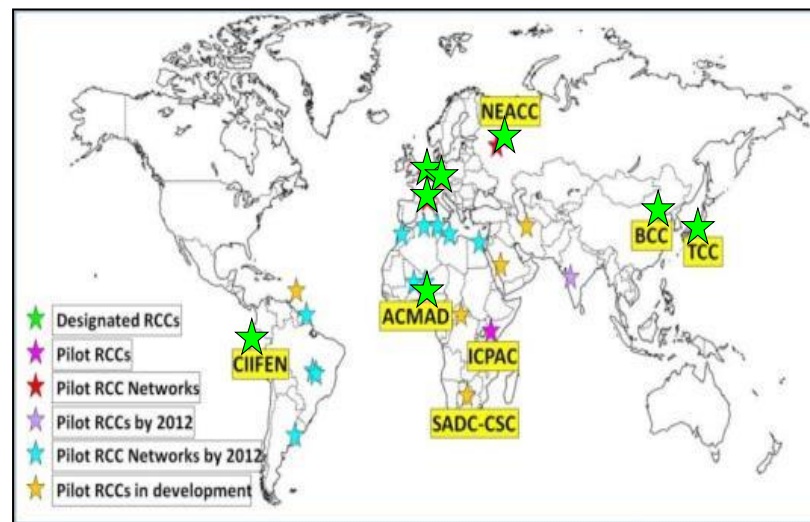 NEACC
BCC
TCC
ACMAD
ICPAC
CIIFEN
SADC-CSC
Designated RCCs
Pilot RCCs
Pilot RCC Networks
Pilot RCCs by 2012
Pilot RCC Networks by 2012
Pilot RCCs in development